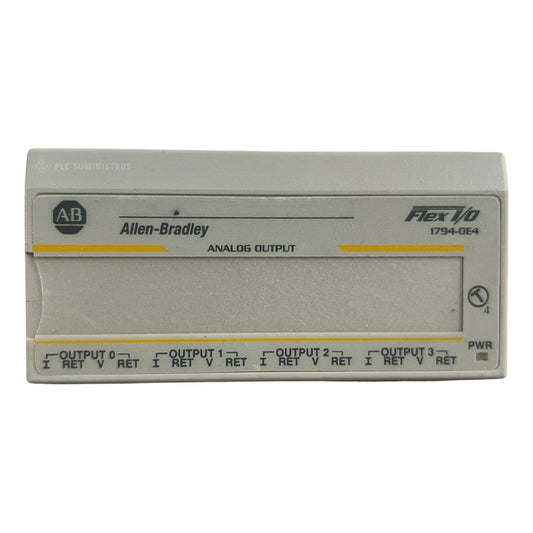 PLC SUMINISTROS
AB
Allen-Bradley
Flex I/O
1794-OE4
ANALOG OUTPUT
4
OUTPUT 0 OUTPUT 1 OUTPUT 2 OUTPUT 3 PWR
I RET V RET I RET V RET I RET V RET I RET V RET